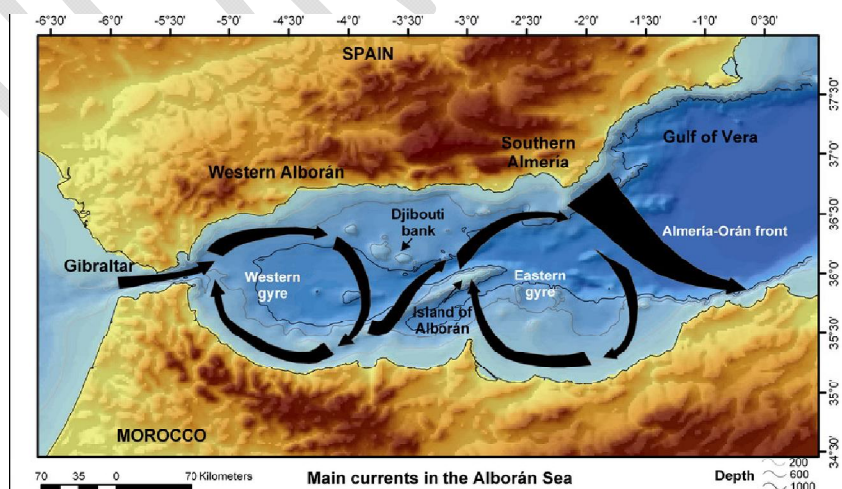 -6°30' -6°0' -5°30' -5°0' -4°30' -4°0' -3°30' -3°0' -2°30' -2°0' -1°30' -1°0' 0°30'
SPAIN
37°30'
Gulf of Vera
Southern
Almería
37°0'
Western Alborán
36°30'
Djibouti
bank
Almería-Orán front
Gibraltar
36°0'
Western
gyre
Eastern
gyre
Island of
Alborán
35°30'
35°0'
MOROCCO
34°30'
70 35 0 70 Kilometers
Main currents in the Alborán Sea
Depth
200
600
1000